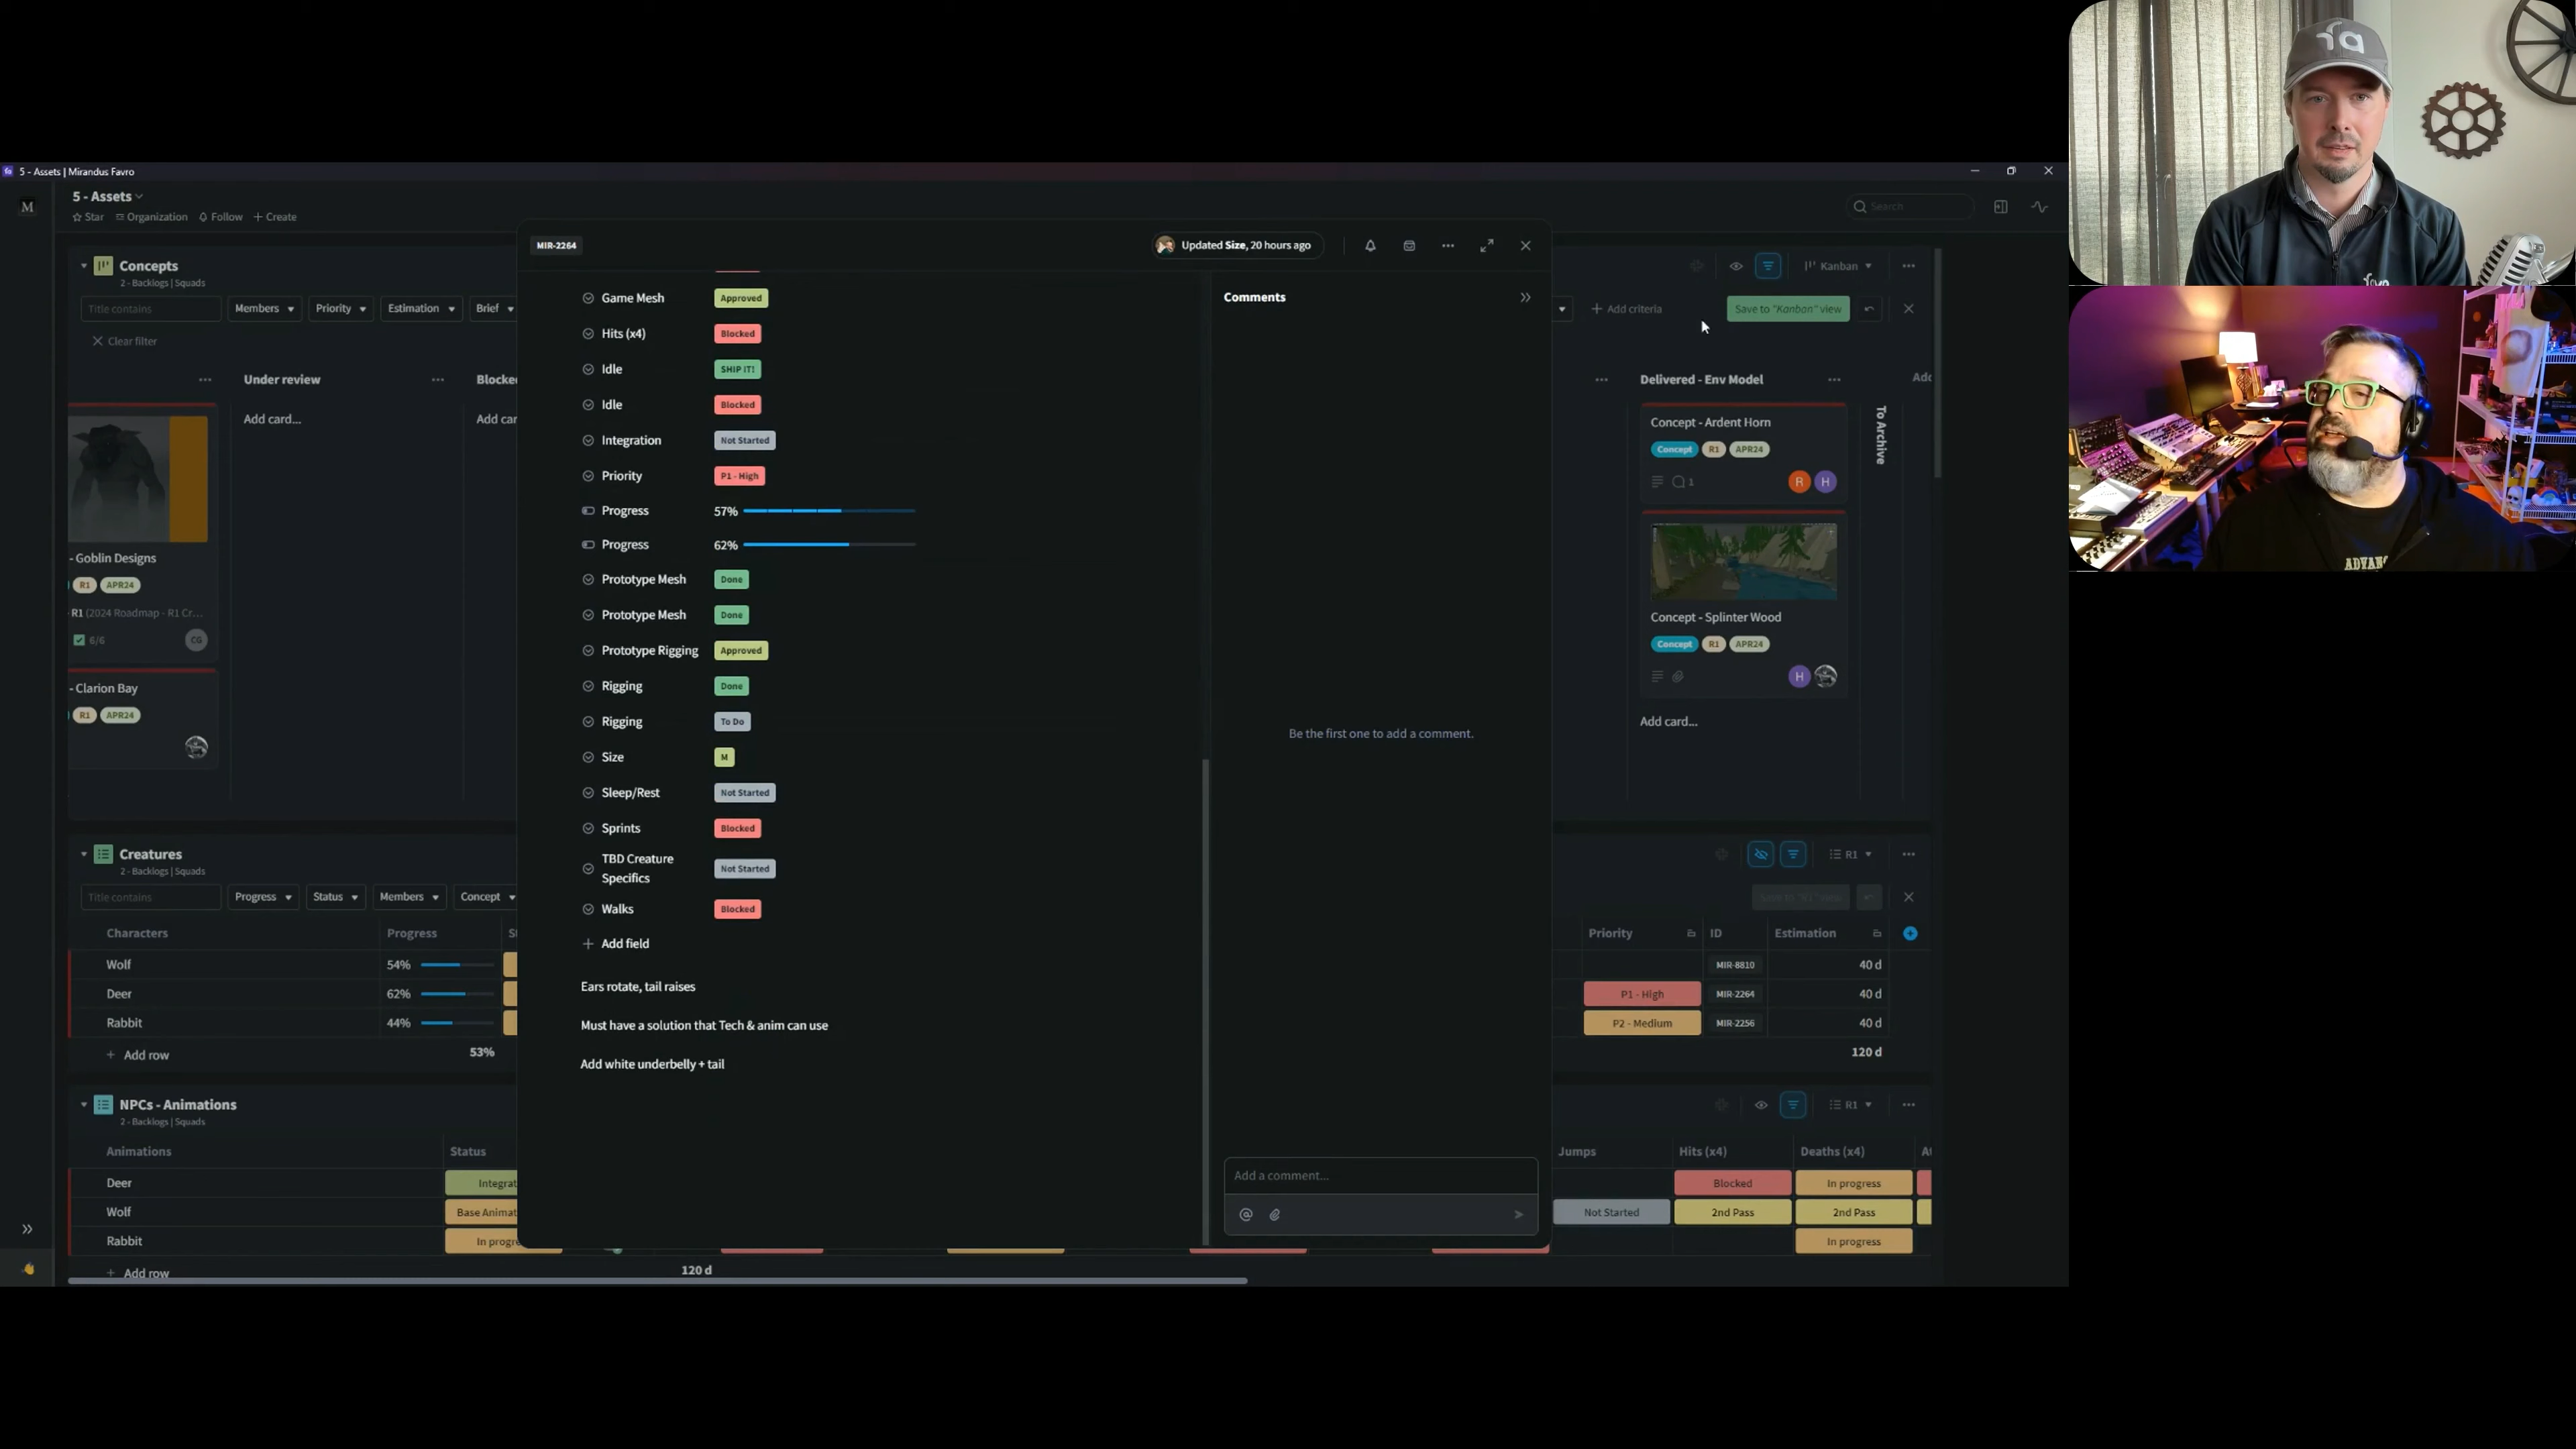 5 - Assets | Mirandus Favro
M
5 - Assets
Star
Organization
Follow
+ Create
Search
Concepts
2 - Backlogs | Squads
Title contains
Members
Priority
Estimation
Brief
Clear filter
Under review
Blocked
Add card...
Add car
- Goblin Designs
R1
APR24
R1 (2024 Roadmap - R1 Cr...
6/6
CG
- Clarion Bay
R1
APR24
MIR-2264
Updated Size, 20 hours ago
Game Mesh
Approved
Hits (x4)
Blocked
Idle
SHIP IT!
Idle
Blocked
Integration
Not Started
Priority
P1 - High
Progress
57%
Progress
62%
Prototype Mesh
Done
Prototype Mesh
Done
Prototype Rigging
Approved
Rigging
Done
Rigging
To Do
Size
M
Sleep/Rest
Not Started
Sprints
Blocked
TBD Creature
Specifics
Not Started
Walks
Blocked
+ Add field
Ears rotate, tail raises
Must have a solution that Tech & anim can use
Add white underbelly + tail
Comments
Be the first one to add a comment.
Add a comment...
Kanban
+ Add criteria
Save to "Kanban" view
Delivered - Env Model
Concept - Ardent Horn
Concept
R1
APR24
1
R
H
Concept - Splinter Wood
Concept
R1
APR24
H
Add card...
To Archive
Creatures
2 - Backlogs | Squads
Title contains
Progress
Status
Members
Concept
R1
Characters
Progress
Priority
ID
Estimation
Wolf
54%
MIR-8810
40 d
Deer
62%
P1 - High
MIR-2264
40 d
Rabbit
44%
P2 - Medium
MIR-2256
40 d
+ Add row
53%
120 d
NPCs - Animations
2 - Backlogs | Squads
R1
Animations
Status
Jumps
Hits (x4)
Deaths (x4)
Deer
Integrat
Blocked
In progress
Wolf
Base Animat
Not Started
2nd Pass
2nd Pass
Rabbit
In progre
In progress
+ Add row
120 d
fa
ADVANC